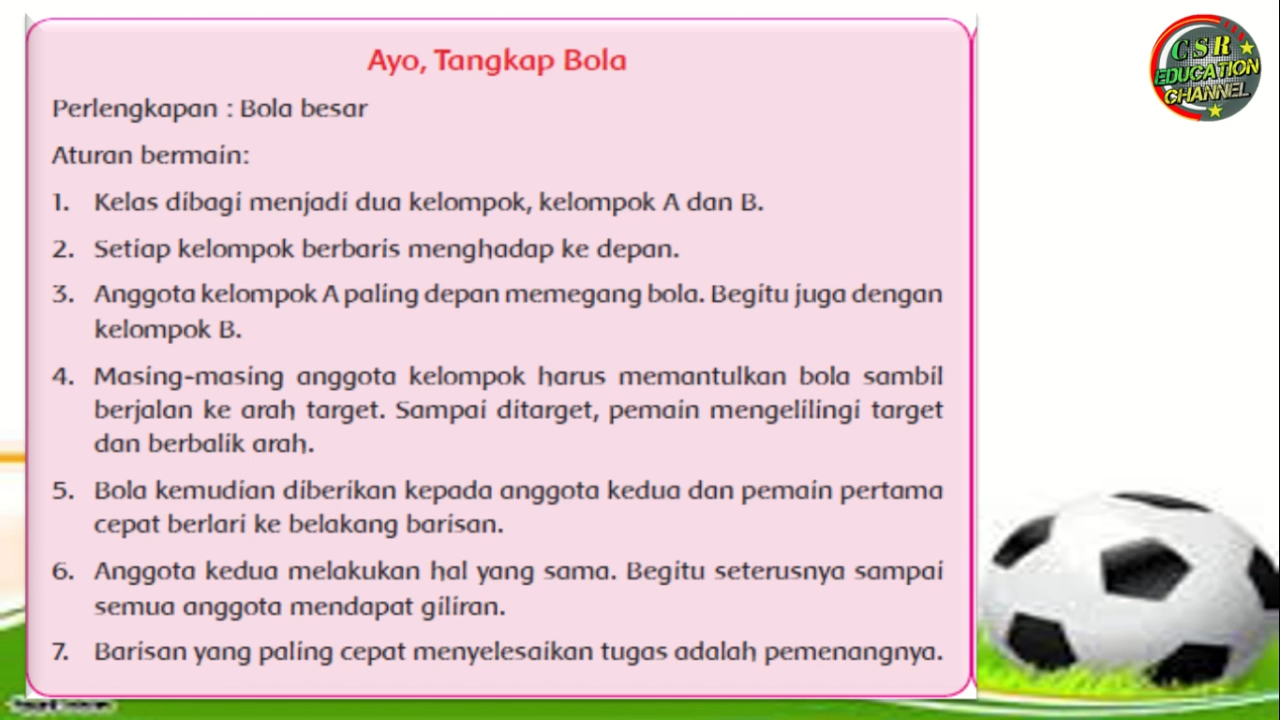 Ayo, Tangkap Bola
Perlengkapan : Bola besar
Aturan bermain:
1. Kelas dibagi menjadi dua kelompok, kelompok A dan B.
2. Setiap kelompok berbaris menghadap ke depan.
3. Anggota kelompok A paling depan memegang bola. Begitu juga dengan
kelompok B.
4. Masing-masing anggota kelompok harus memantulkan bola sambil
berjalan ke arah target. Sampai ditarget, pemain mengelilingi target
dan berbalik arah.
5. Bola kemudian diberikan kepada anggota kedua dan pemain pertama
cepat berlari ke belakang barisan.
6. Anggota kedua melakukan hal yang sama. Begitu seterusnya sampai
semua anggota mendapat giliran.
7. Barisan yang paling cepat menyelesaikan tugas adalah pemenangnya.
CSR
EDUCATION
CHANNEL